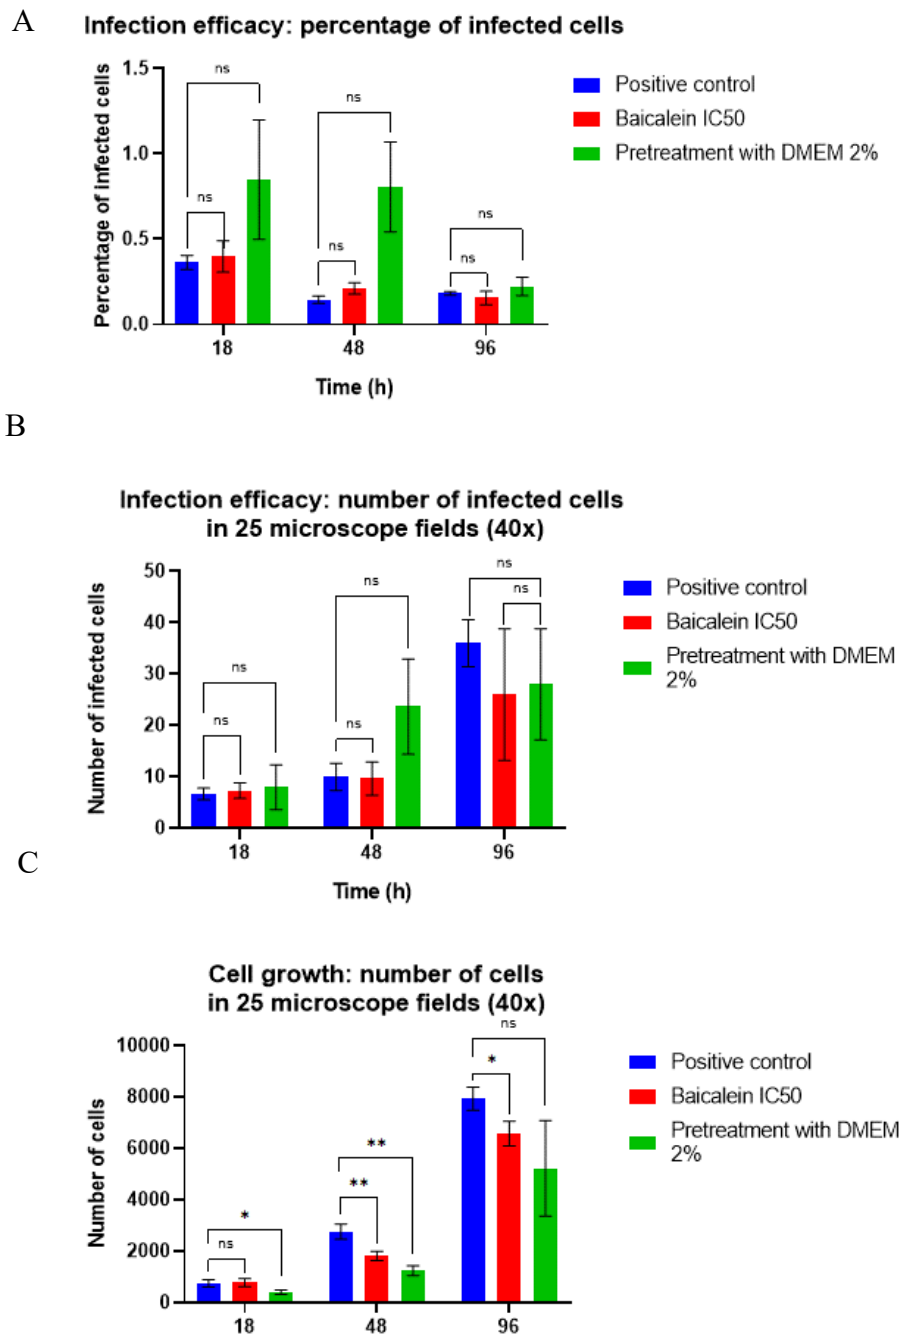 A
Infection efficacy: percentage of infected cells
Percentage of infected cells
1.5
1.0
0.5
0.0
ns
ns
ns
ns
ns
ns
18
48
96
Time (h)
Positive control
Baicalein IC50
Pretreatment with DMEM 2%
B
Infection efficacy: number of infected cells
in 25 microscope fields (40x)
Number of infected cells
50
40
30
20
10
0
ns
ns
ns
ns
ns
ns
18
48
96
Time (h)
Positive control
Baicalein IC50
Pretreatment with DMEM
2%
C
Cell growth: number of cells
in 25 microscope fields (40x)
Number of cells
10000
8000
6000
4000
2000
0
ns
*
**
**
*
ns
18
48
96
Positive control
Baicalein IC50
Pretreatment with DMEM
2%